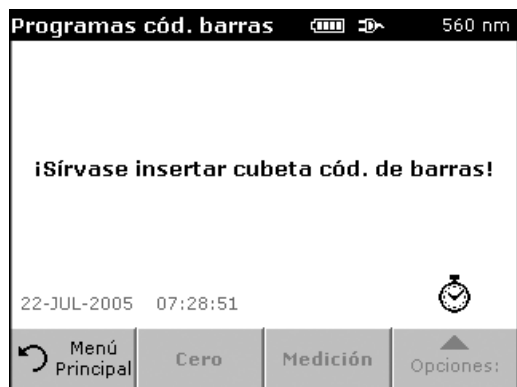 Programas cód. barras 560 nm
¡Sírvase insertar cubeta cód. de barras!
22-JUL-2005 07:28:51
Menú
Principal
Cero
Medición
Opciones: